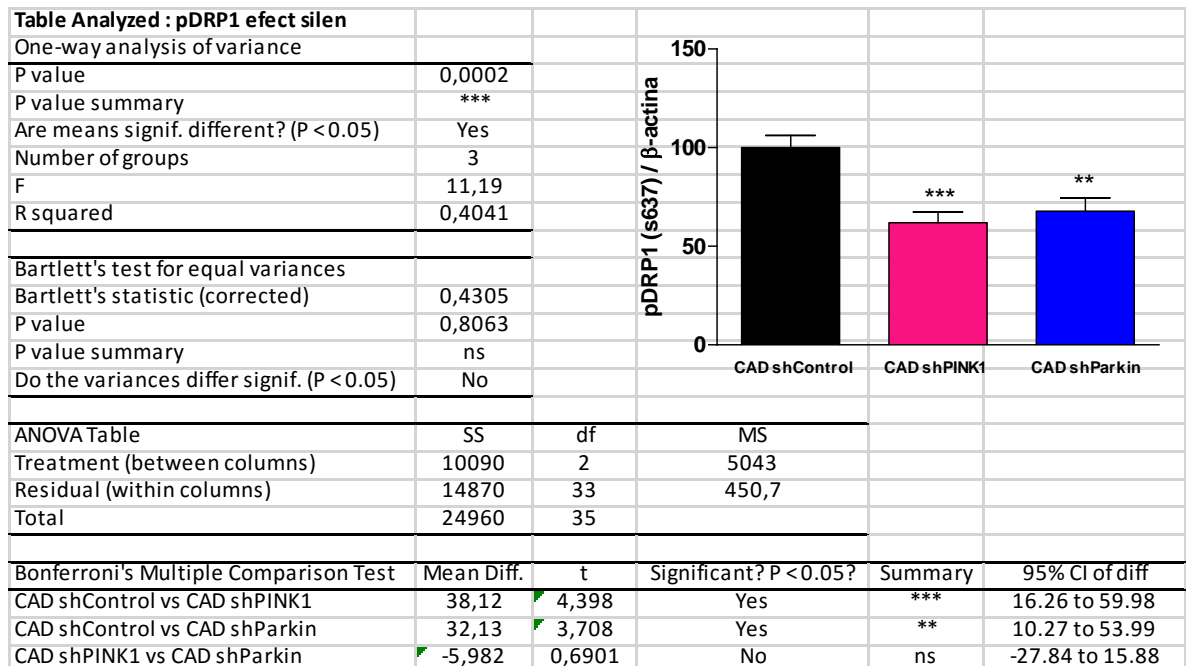 Table Analyzed : pDRP1 efect silen
One-way analysis of variance
P value 0,0002
P value summary ***
Are means signif. different? (P < 0.05) Yes
Number of groups 3
F 11,19
R squared 0,4041
Bartlett's test for equal variances
Bartlett's statistic (corrected) 0,4305
P value 0,8063
P value summary ns
Do the variances differ signif. (P < 0.05) No
pDRP1 (s637) / β-actina
150
100
50
0
***
**
CAD shControl CAD shPINK1 CAD shParkin
ANOVA Table SS df MS
Treatment (between columns) 10090 2 5043
Residual (within columns) 14870 33 450,7
Total 24960 35
Bonferroni's Multiple Comparison Test Mean Diff. t Significant? P < 0.05? Summary 95% CI of diff
CAD shControl vs CAD shPINK1 38,12 4,398 Yes *** 16.26 to 59.98
CAD shControl vs CAD shParkin 32,13 3,708 Yes ** 10.27 to 53.99
CAD shPINK1 vs CAD shParkin -5,982 0,6901 No ns -27.84 to 15.88